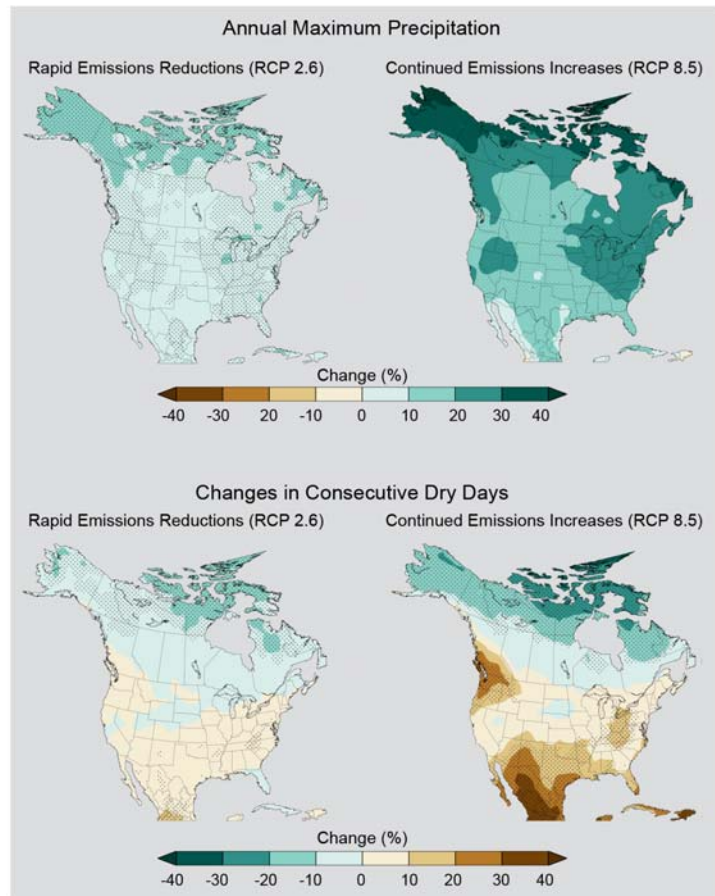 Annual Maximum Precipitation
Rapid Emissions Reductions (RCP 2.6)
Continued Emissions Increases (RCP 8.5)
Change (%)
-40 -30 20 -10 0 10 20 30 40
Changes in Consecutive Dry Days
Rapid Emissions Reductions (RCP 2.6)
Continued Emissions Increases (RCP 8.5)
Change (%)
-40 -30 -20 -10 0 10 20 30 40